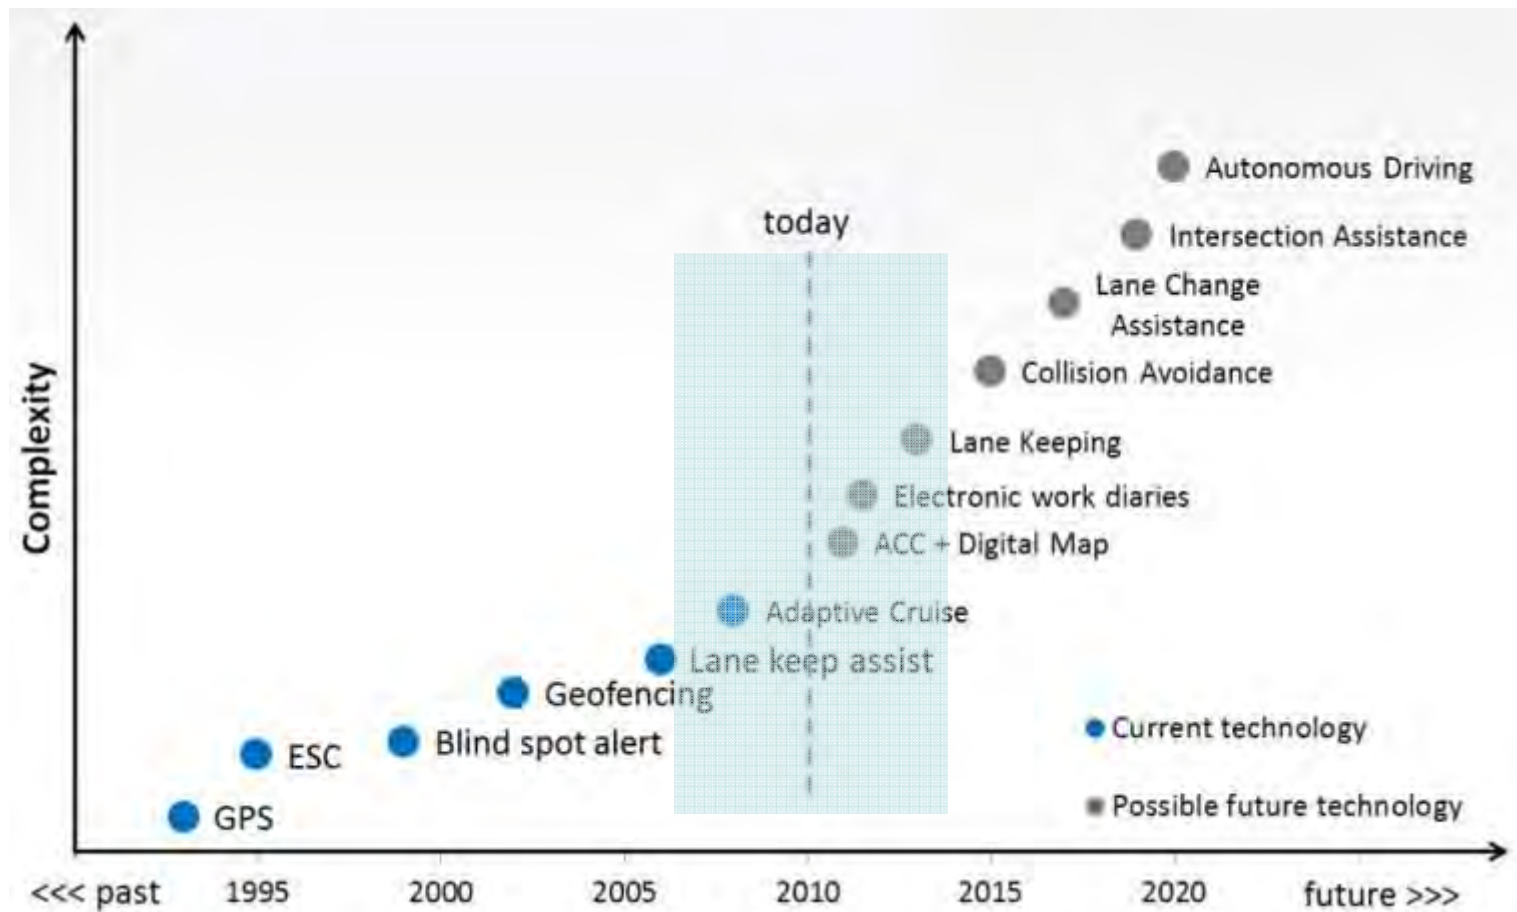 Autonomous Driving
today
Intersection Assistance
Lane Change
Assistance
Collision Avoidance
Complexity
Lane Keeping
Electronic work diaries
ACC + Digital Map
Adaptive Cruise
Lane keep assist
Geofencing
Blind spot alert
ESC
GPS
Current technology
Possible future technology
<<< past 1995 2000 2005 2010 2015 2020 future >>>